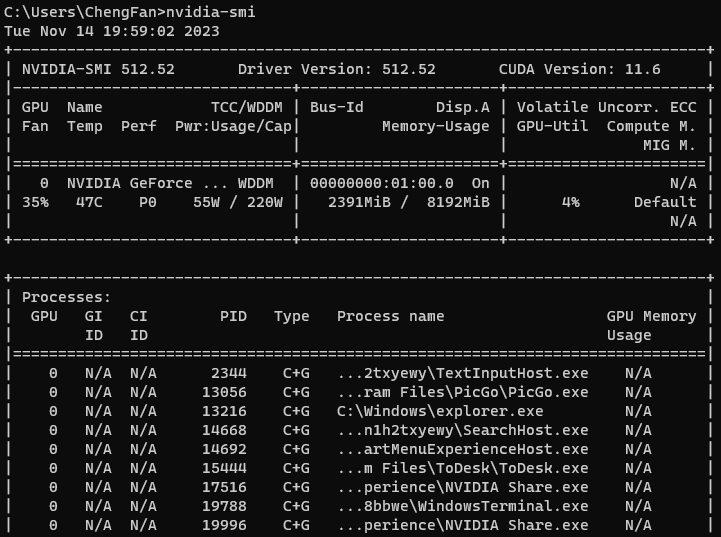 C:\Users\ChengFan>nvidia-smi
Tue Nov 14 19:59:02 2023
+-----------------------------------------------------------------------------+
| NVIDIA-SMI 512.52       Driver Version: 512.52       CUDA Version: 11.6     |
|-------------------------------+----------------------+----------------------+
| GPU  Name            TCC/WDDM | Bus-Id        Disp.A | Volatile Uncorr. ECC |
| Fan  Temp  Perf  Pwr:Usage/Cap|         Memory-Usage | GPU-Util  Compute M. |
|                               |                      |               MIG M. |
|===============================+======================+======================|
|   0  NVIDIA GeForce ... WDDM  | 00000000:01:00.0  On |                  N/A |
| 35%   47C    P0    55W / 220W |   2391MiB /  8192MiB |      4%      Default |
|                               |                      |                  N/A |
+-------------------------------+----------------------+----------------------+
+-----------------------------------------------------------------------------+
| Processes:                                                                  |
|  GPU   GI   CI        PID   Type   Process name                  GPU Memory |
|        ID   ID                                                   Usage      |
|=============================================================================|
|    0   N/A  N/A      2344    C+G   ...2txyewy\TextInputHost.exe    N/A      |
|    0   N/A  N/A     13056    C+G   ...ram Files\PicGo\PicGo.exe    N/A      |
|    0   N/A  N/A     13216    C+G   C:\Windows\explorer.exe         N/A      |
|    0   N/A  N/A     14668    C+G   ...n1h2txyewy\SearchHost.exe    N/A      |
|    0   N/A  N/A     14692    C+G   ...artMenuExperienceHost.exe    N/A      |
|    0   N/A  N/A     15444    C+G   ...m Files\ToDesk\ToDesk.exe    N/A      |
|    0   N/A  N/A     17516    C+G   ...perience\NVIDIA Share.exe    N/A      |
|    0   N/A  N/A     19788    C+G   ...8bbwe\WindowsTerminal.exe    N/A      |
|    0   N/A  N/A     19996    C+G   ...perience\NVIDIA Share.exe    N/A      |